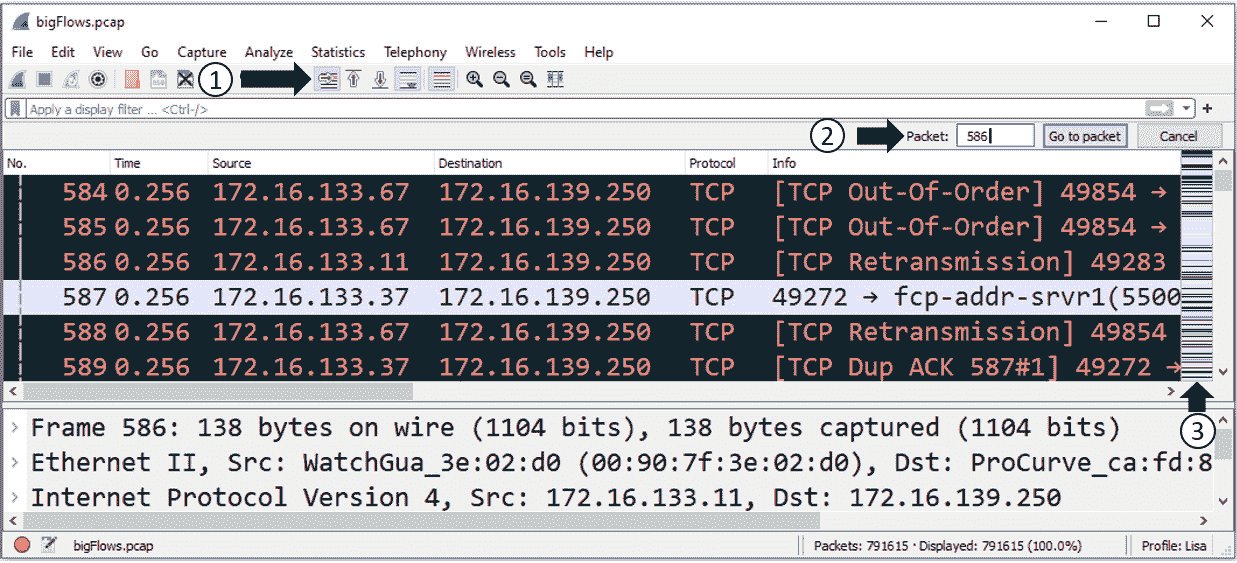 bigFlows.pcap
File Edit View Go Capture Analyze Statistics Telephony Wireless Tools Help
1
Apply a display filter ... <Ctrl-/>
2 Packet: 586 Go to packet Cancel
No. Time Source Destination Protocol Info
584 0.256 172.16.133.67 172.16.139.250 TCP [TCP Out-Of-Order] 49854 →
585 0.256 172.16.133.67 172.16.139.250 TCP [TCP Out-Of-Order] 49854 →
586 0.256 172.16.133.11 172.16.139.250 TCP [TCP Retransmission] 49283
587 0.256 172.16.133.37 172.16.139.250 TCP 49272 → fcp-addr-srvr1(5500
588 0.256 172.16.133.67 172.16.139.250 TCP [TCP Retransmission] 49854
589 0.256 172.16.133.37 172.16.139.250 TCP [TCP Dup ACK 587#1] 49272 →
3
Frame 586: 138 bytes on wire (1104 bits), 138 bytes captured (1104 bits)
Ethernet II, Src: WatchGua_3e:02:d0 (00:90:7f:3e:02:d0), Dst: ProCurve_ca:fd:8
Internet Protocol Version 4, Src: 172.16.133.11, Dst: 172.16.139.250
bigFlows.pcap Packets: 791615 · Displayed: 791615 (100.0%) Profile: Lisa